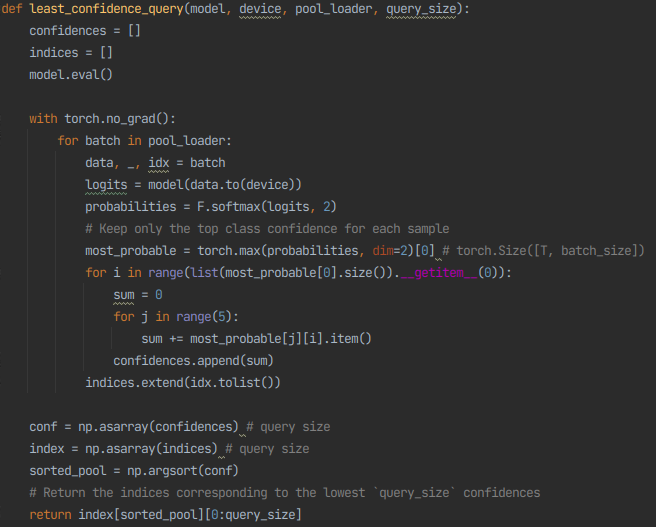 def least_confidence_query(model, device, pool_loader, query_size):
    confidences = []
    indices = []
    model.eval()

    with torch.no_grad():
        for batch in pool_loader:
            data, _, idx = batch
            logits = model(data.to(device))
            probabilities = F.softmax(logits, 2)
            # Keep only the top class confidence for each sample
            most_probable = torch.max(probabilities, dim=2)[0] # torch.Size([T, batch_size])
            for i in range(list(most_probable[0].size()).__getitem__(0)):
                sum = 0
                for j in range(5):
                    sum += most_probable[j][i].item()
                confidences.append(sum)
            indices.extend(idx.tolist())

    conf = np.asarray(confidences) # query size
    index = np.asarray(indices) # query size
    sorted_pool = np.argsort(conf)
    # Return the indices corresponding to the lowest `query_size` confidences
    return index[sorted_pool][0:query_size]